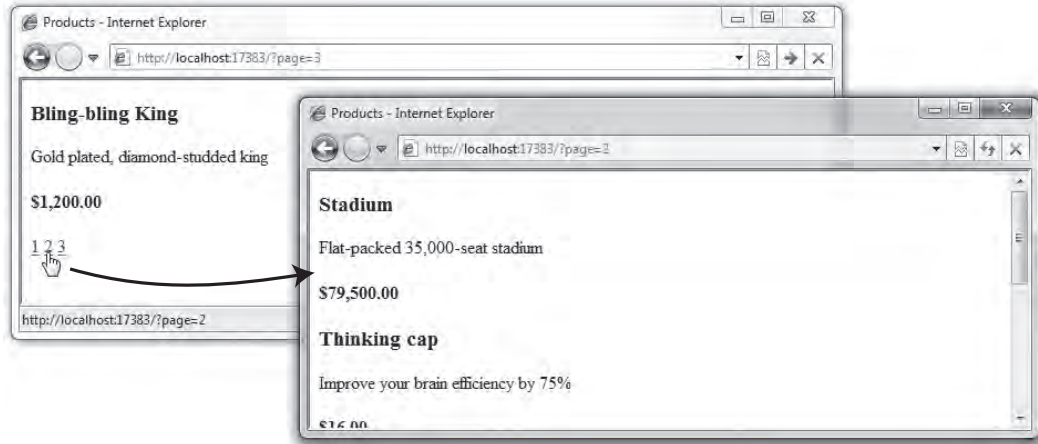 Products - Internet Explorer
http://localhost:17383/?page=3
Bling-bling King
Gold plated, diamond-studded king
$1,200.00
1 2 3
http://localhost:17383/?page=2
Products - Internet Explorer
http://localhost:17383/?page=2
Stadium
Flat-packed 35,000-seat stadium
$79,500.00
Thinking cap
Improve your brain efficiency by 75%
$16.00